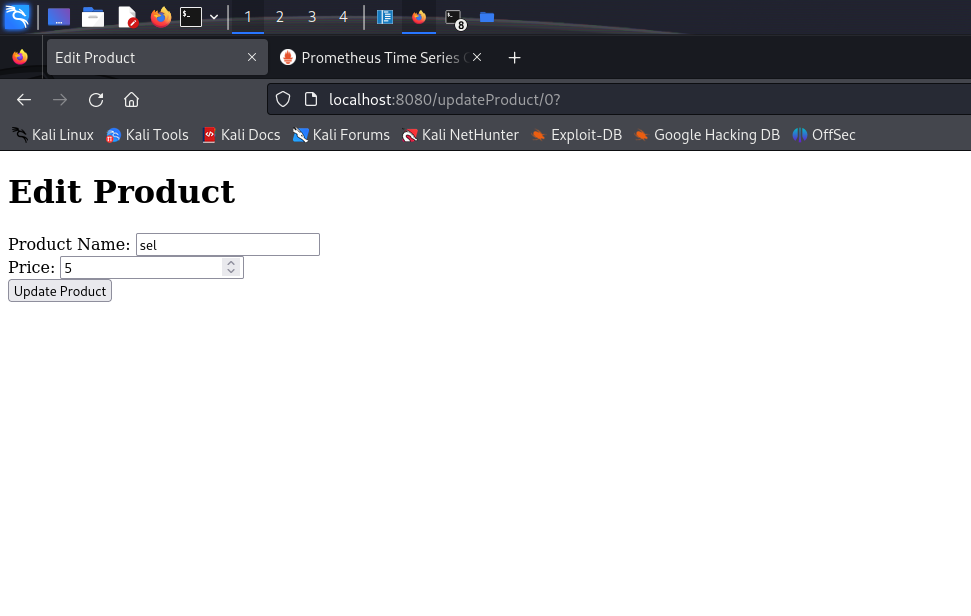 1 2 3 4 8
Edit Product Prometheus Time Series
localhost:8080/updateProduct/0?
Kali Linux Kali Tools Kali Docs Kali Forums Kali NetHunter Exploit-DB Google Hacking DB OffSec
Edit Product
Product Name: sel
Price: 5
Update Product